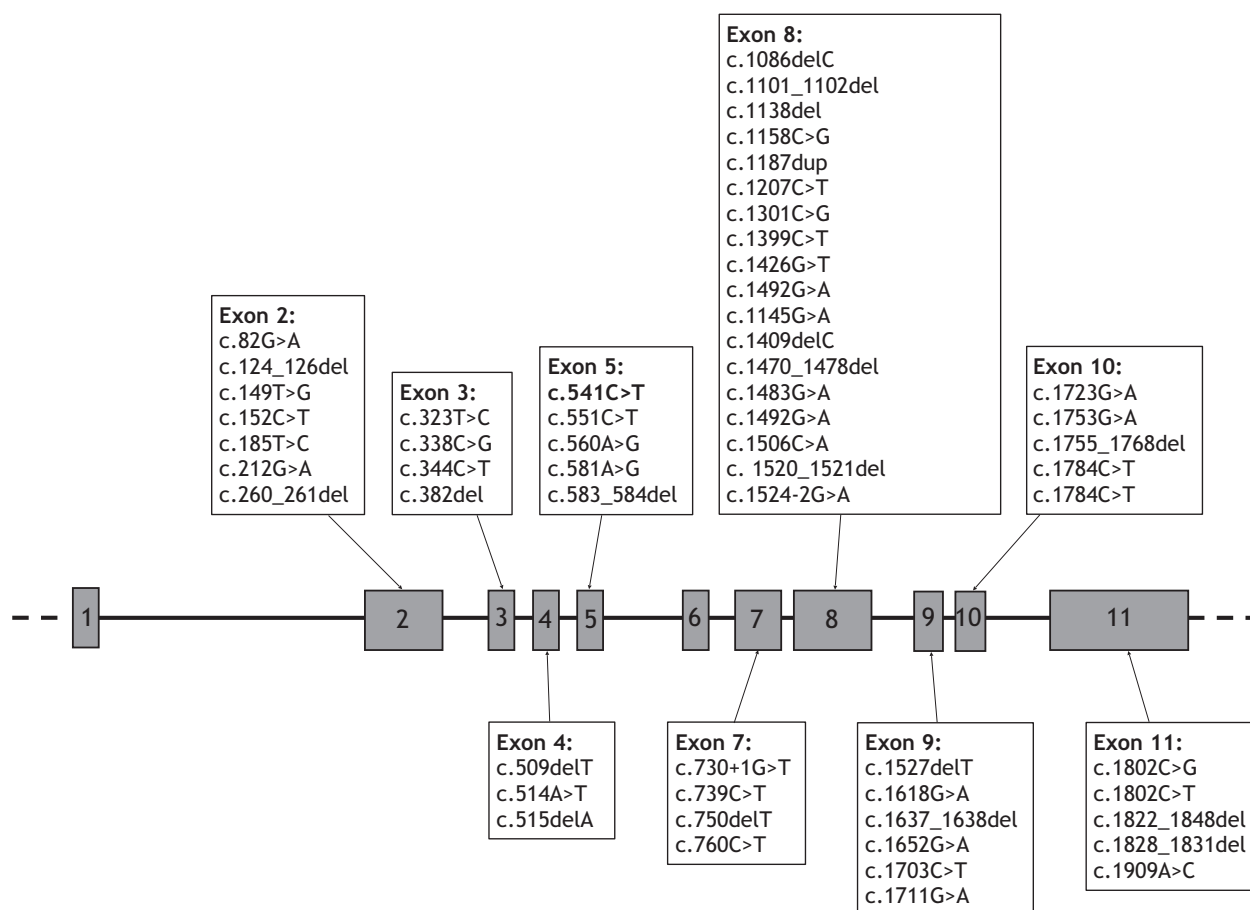 Exon 8:
c.1086delC
c.1101_1102del
c.1138del
c.1158C>G
c.1187dup
c.1207C>T
c.1301C>G
c.1399C>T
c.1426G>T
c.1492G>A
c.1145G>A
c.1409delC
c.1470_1478del
c.1483G>A
c.1492G>A
c.1506C>A
c. 1520_1521del
c.1524-2G>A
Exon 2:
c.82G>A
c.124_126del
c.149T>G
c.152C>T
c.185T>C
c.212G>A
c.260_261del
Exon 3:
c.323T>C
c.338C>G
c.344C>T
c.382del
Exon 5:
c.541C>T
c.551C>T
c.560A>G
c.581A>G
c.583_584del
Exon 10:
c.1723G>A
c.1753G>A
c.1755_1768del
c.1784C>T
c.1784C>T
1 2 3 4 5 6 7 8 9 10 11
Exon 4:
c.509delT
c.514A>T
c.515delA
Exon 7:
c.730+1G>T
c.739C>T
c.750delT
c.760C>T
Exon 9:
c.1527delT
c.1618G>A
c.1637_1638del
c.1652G>A
c.1703C>T
c.1711G>A
Exon 11:
c.1802C>G
c.1802C>T
c.1822_1848del
c.1828_1831del
c.1909A>C